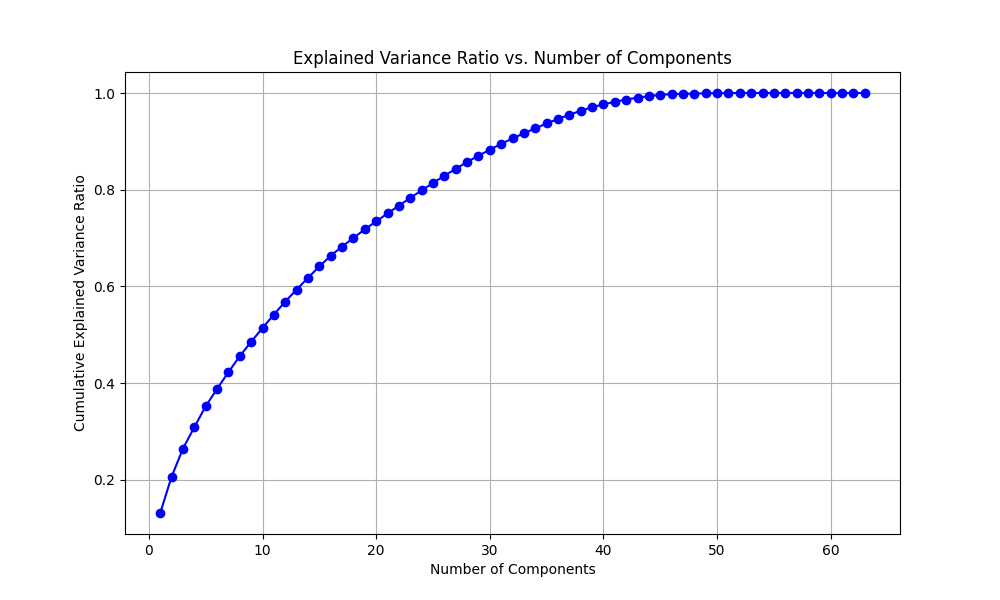 Explained Variance Ratio vs. Number of Components
Cumulative Explained Variance Ratio
1.0
0.8
0.6
0.4
0.2
0 10 20 30 40 50 60
Number of Components